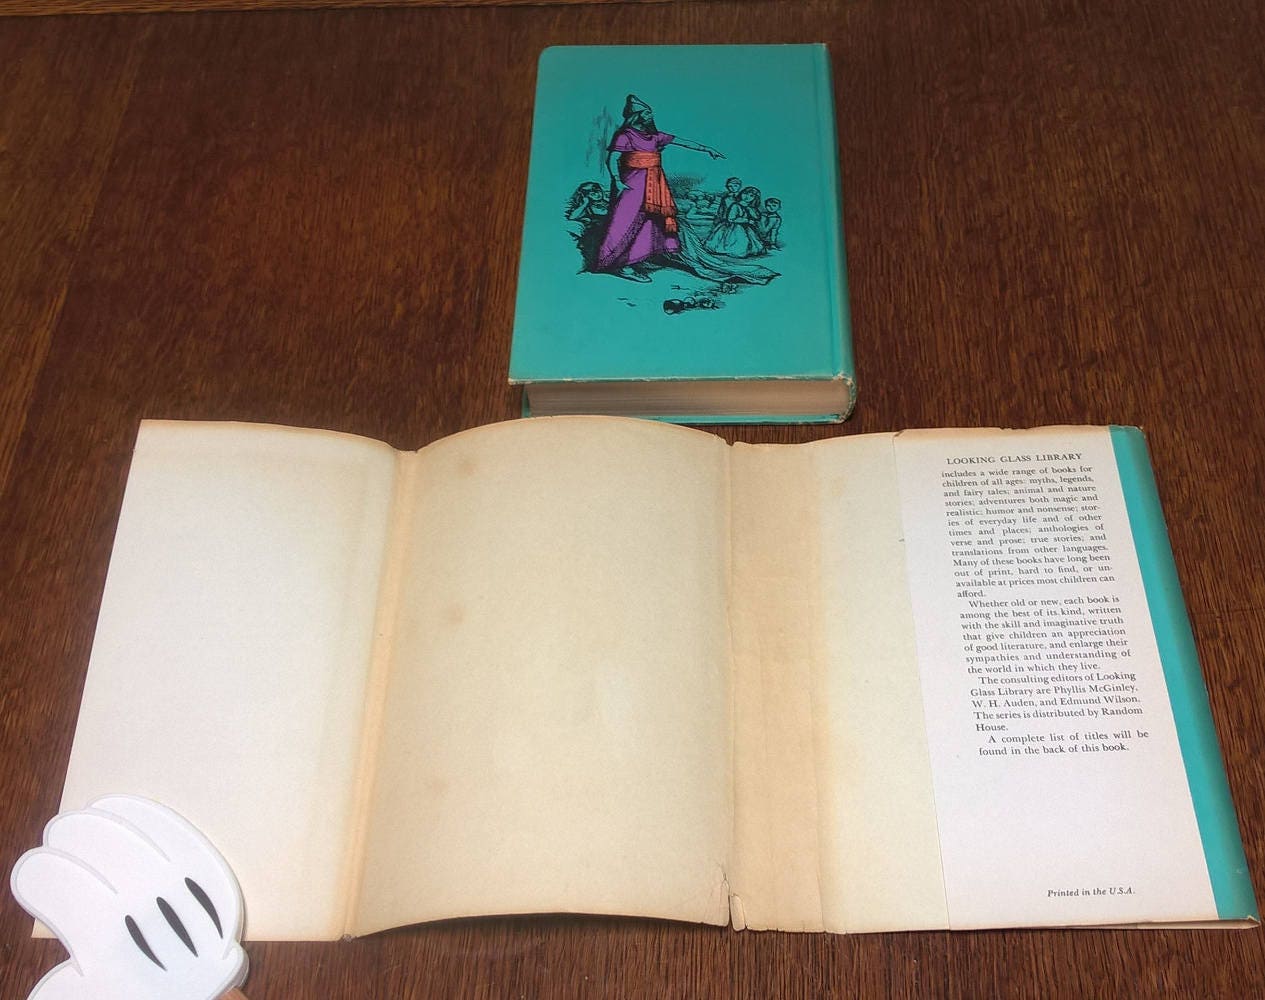 LOOKING GLASS LIBRARY
includes a wide range of books for
children of all ages: myths, legends,
and fairy tales; animal and nature
stories; adventures both magic and
realistic; humor and nonsense; stor-
ies of everyday life and of other
times and places; anthologies of
verse and prose; true stories; and
translations from other languages.
Many of these books have long been
out of print, hard to find, or un-
available at prices most children can
afford.
Whether old or new, each book is
among the best of its kind, written
with the skill and imaginative truth
that give children an appreciation
of good literature, and enlarge their
sympathies and understanding of
the world in which they live.
The consulting editors of Looking
Glass Library are Phyllis McGinley,
W. H. Auden, and Edmund Wilson.
The series is distributed by Random
House.
A complete list of titles will be
found in the back of this book.
Printed in the U.S.A.